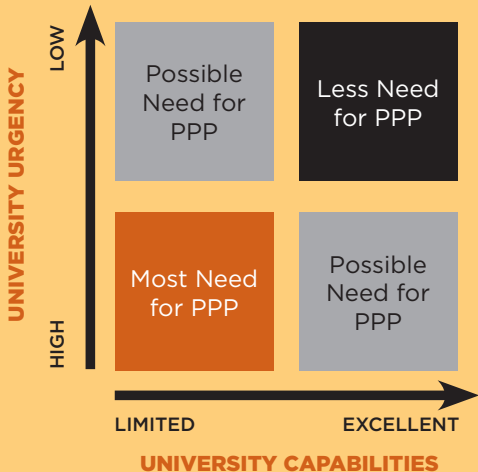 UNIVERSITY URGENCY
LOW
HIGH
Possible
Need for
PPP
Less Need
for PPP
Most Need
for PPP
Possible
Need for
PPP
LIMITED
EXCELLENT
UNIVERSITY CAPABILITIES